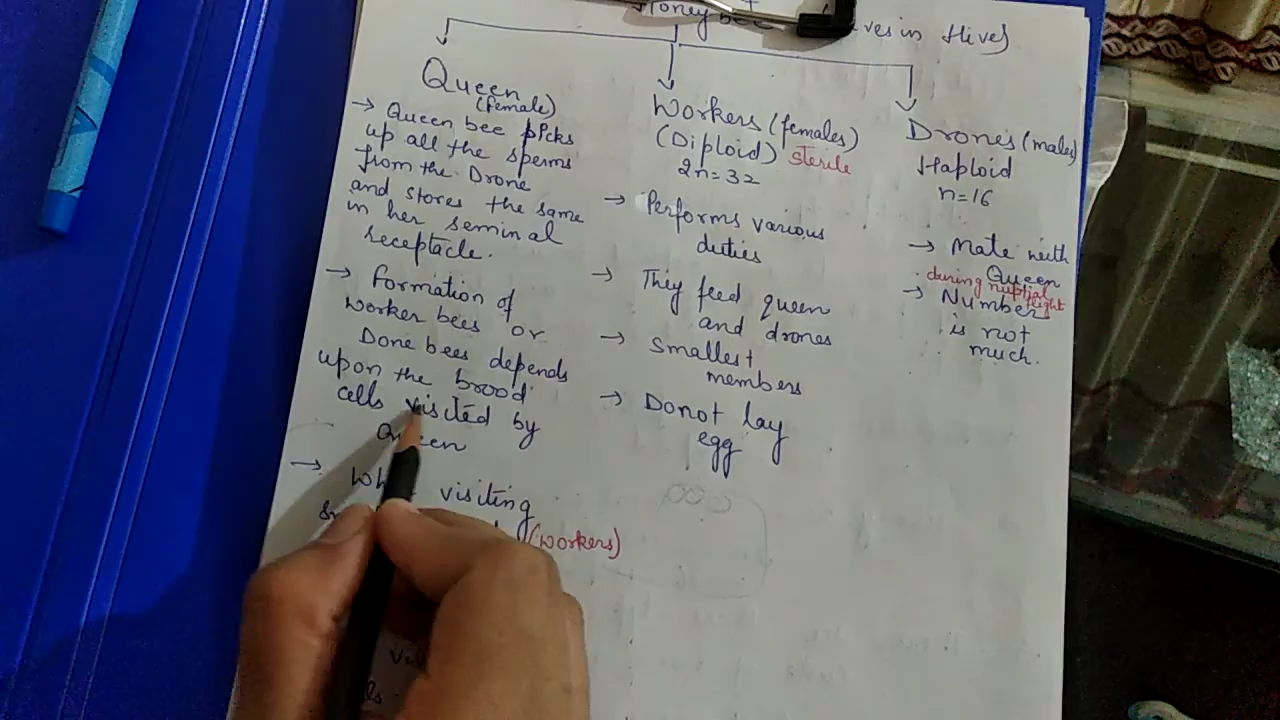 ves in Hives
Queen
(female)
→ Queen bee picks
up all the sperms
from the Drone
and stores the same
in her seminal
receptacle.
→ Formation of
Worker bees or
Done bees depends
upon the brood
cells visited by
Queen
→ visiting
(workers)
Workers (females)
(Diploid) sterile
2n=32
→ Performs various
duties
→ They feed queen
and drones
→ Smallest
members
→ Donot lay
egg
Drones (males)
Haploid
n=16
→ Mate with
Queen
during nuptial
flight
→ Number
is not
much.